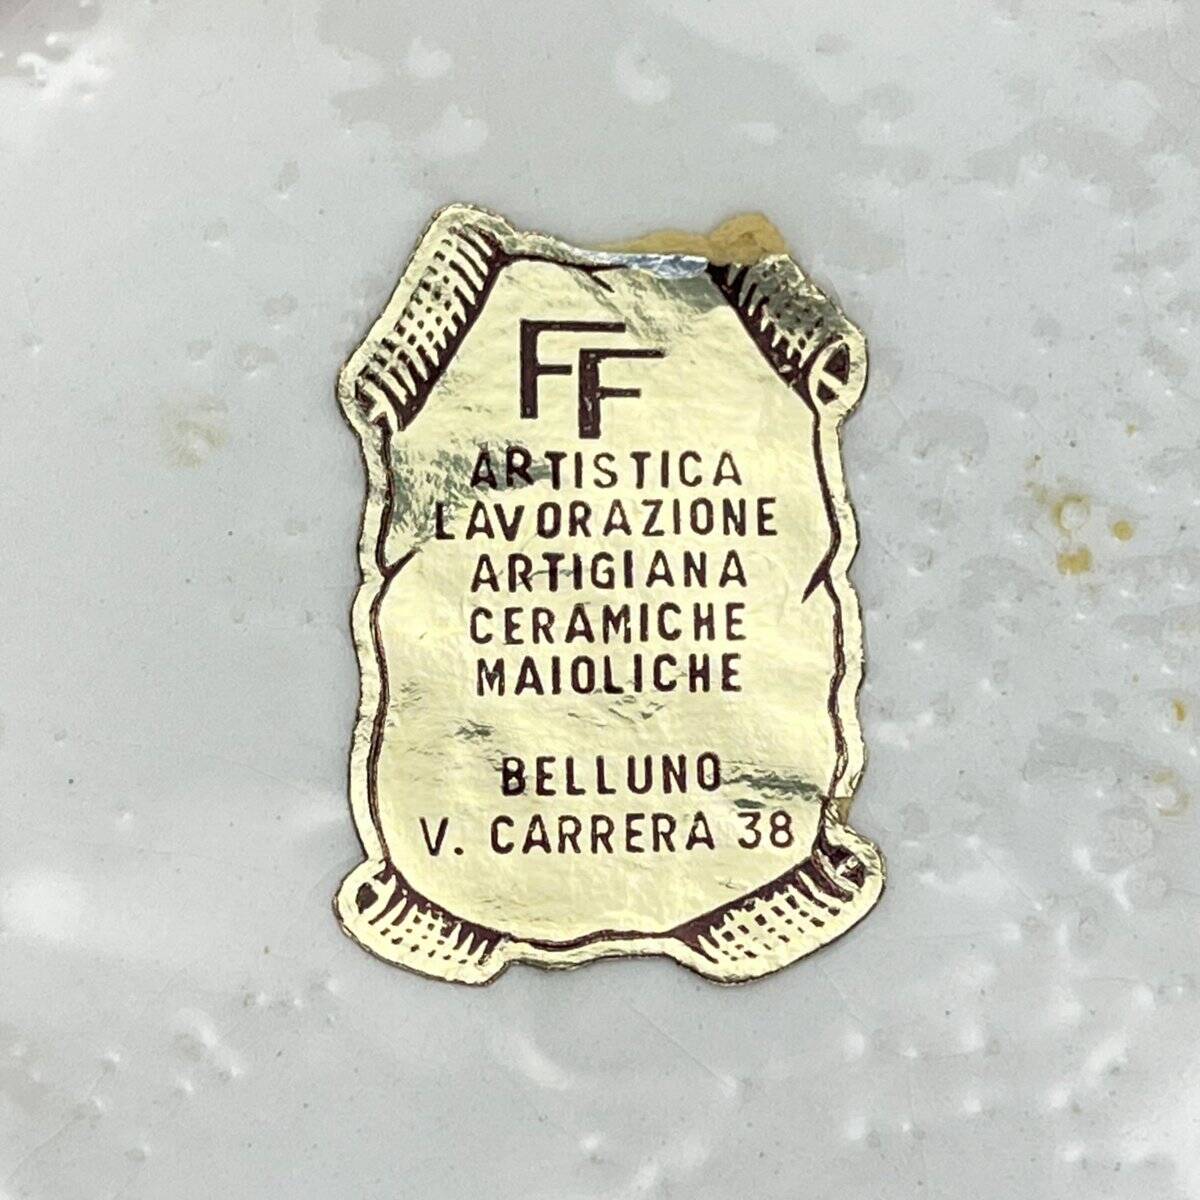 FF
ARTISTICA
LAVORAZIONE
ARTIGIANA
CERAMICHE
MAIOLICHE
BELLUNO
V. CARRERA 38